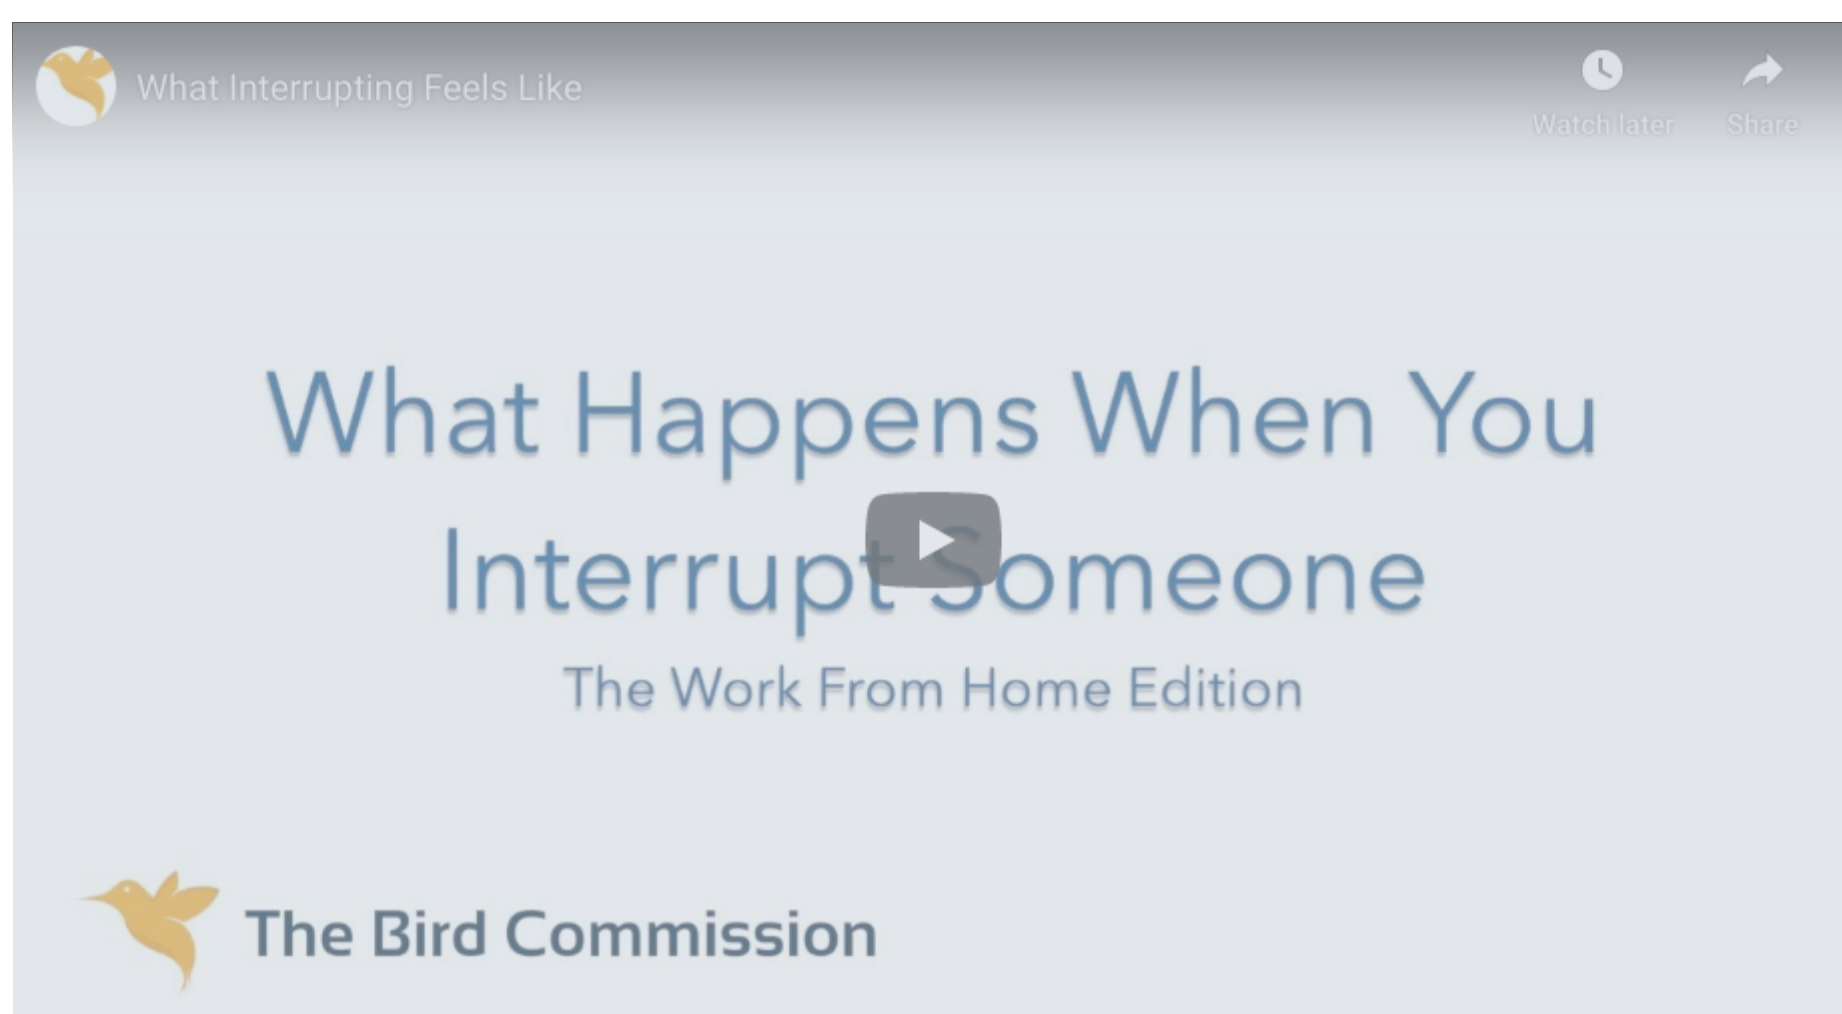 What Interrupting Feels Like
Watch later
Share
What Happens When You
Interrupt Someone
The Work From Home Edition
The Bird Commission